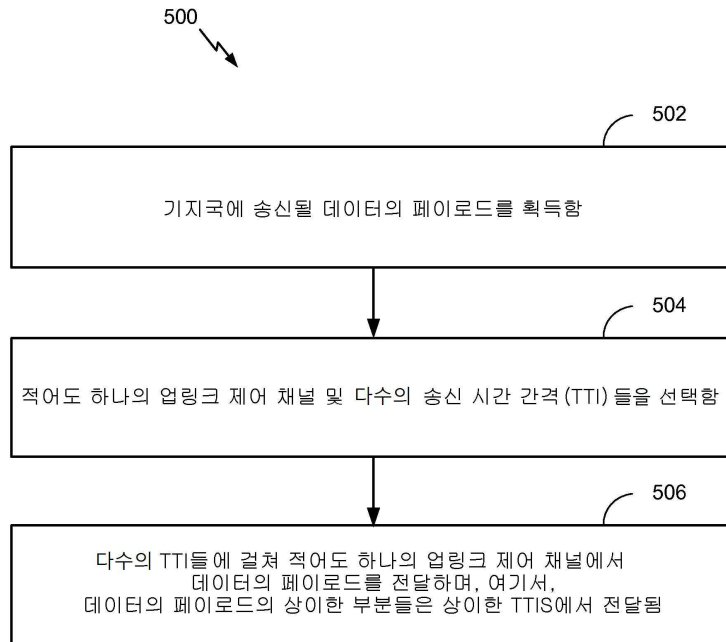 500
502
기지국에 송신될 데이터의 페이로드를 획득함
504
적어도 하나의 업링크 제어 채널 및 다수의 송신 시간 간격(TTI)들을 선택함
506
다수의 TTI들에 걸쳐 적어도 하나의 업링크 제어 채널에서
데이터의 페이로드를 전달하며, 여기서,
데이터의 페이로드의 상이한 부분들은 상이한 TTIS에서 전달됨